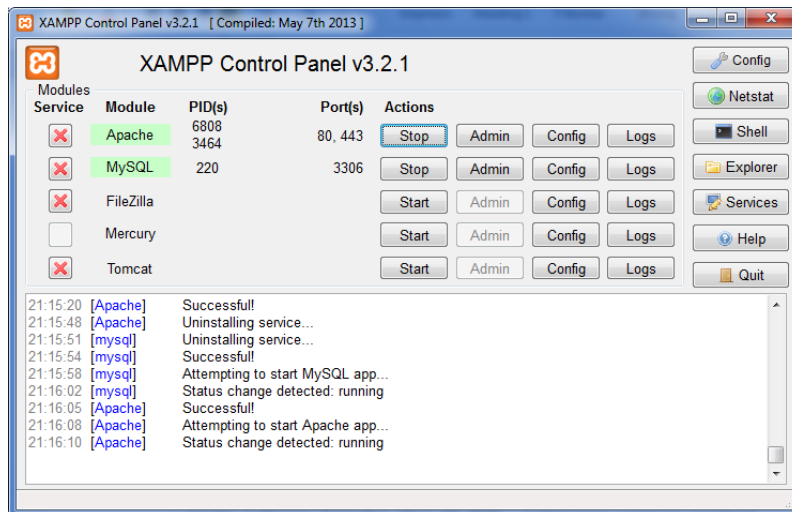 XAMPP Control Panel v3.2.1 [ Compiled: May 7th 2013 ]
XAMPP Control Panel v3.2.1
Config
Modules
Service Module PID(s) Port(s) Actions
Netstat
Apache 6808 3464 80, 443 Stop Admin Config Logs
Shell
MySQL 220 3306 Stop Admin Config Logs
Explorer
FileZilla Start Admin Config Logs
Services
Mercury Start Admin Config Logs
Help
Tomcat Start Admin Config Logs
Quit
21:15:20 [Apache] Successful!
21:15:48 [Apache] Uninstalling service...
21:15:51 [mysql] Uninstalling service...
21:15:54 [mysql] Successful!
21:15:58 [mysql] Attempting to start MySQL app...
21:16:02 [mysql] Status change detected: running
21:16:05 [Apache] Successful!
21:16:08 [Apache] Attempting to start Apache app...
21:16:10 [Apache] Status change detected: running